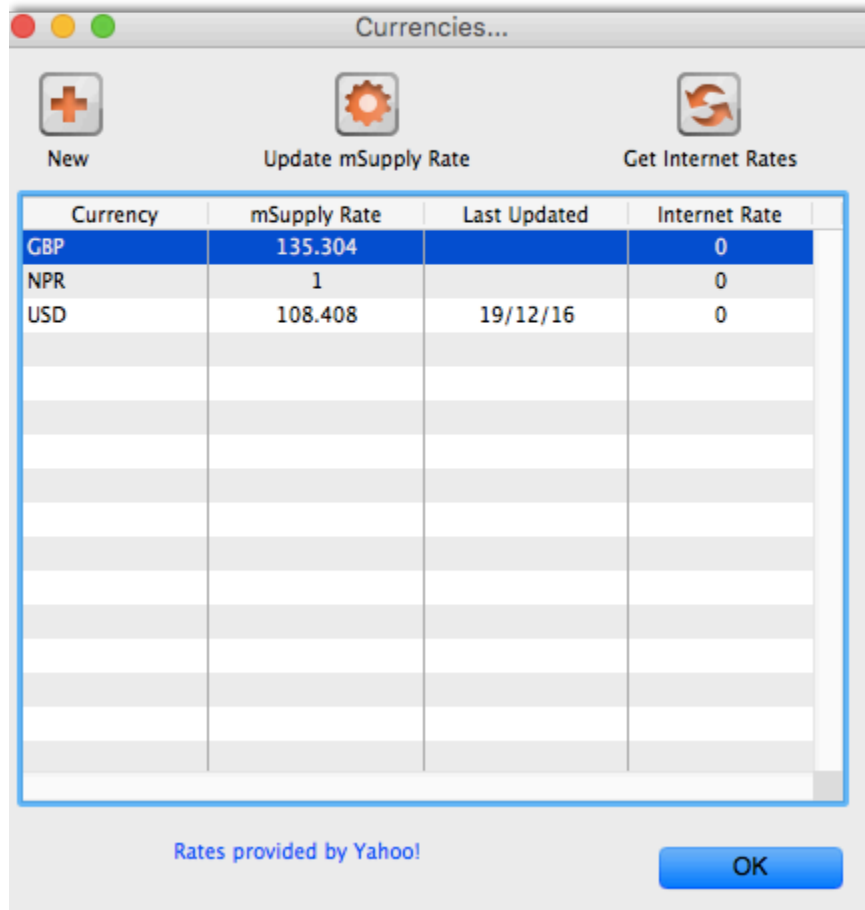 Currencies...
New Update mSupply Rate Get Internet Rates
Currency mSupply Rate Last Updated Internet Rate
GBP 135.304 0
NPR 1 0
USD 108.408 19/12/16 0
Rates provided by Yahoo!
OK